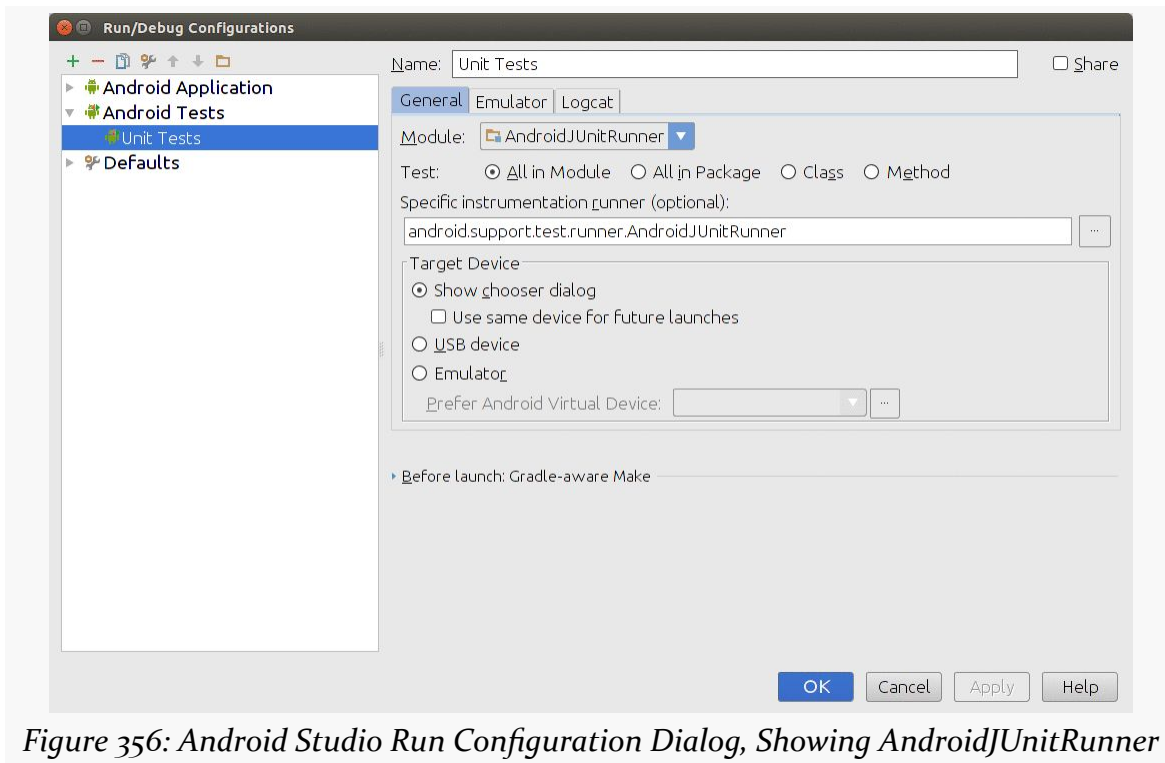 Run/Debug Configurations
Name: Unit Tests Share
Android Application
Android Tests
Unit Tests
Defaults
General Emulator Logcat
Module: AndroidJUnitRunner
Test: All in Module All in Package Class Method
Specific instrumentation runner (optional):
android.support.test.runner.AndroidJUnitRunner ...
Target Device
Show chooser dialog
Use same device for future launches
USB device
Emulator
Prefer Android Virtual Device: ...
Before launch: Gradle-aware Make
OK Cancel Apply Help
Figure 356: Android Studio Run Configuration Dialog, Showing AndroidJUnitRunner